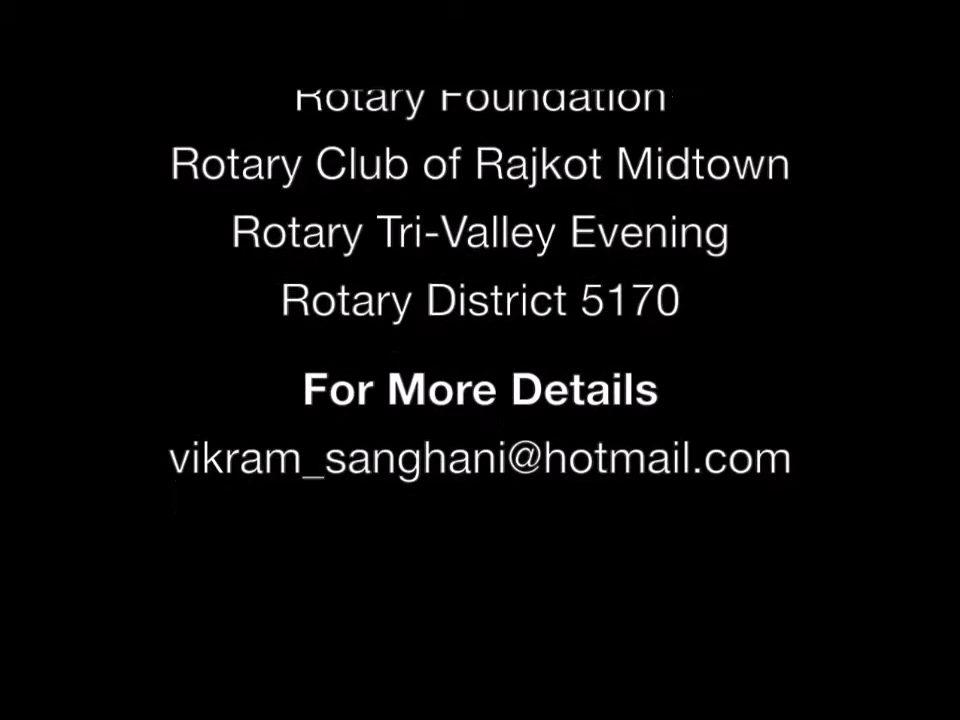 Rotary Foundation
Rotary Club of Rajkot Midtown
Rotary Tri-Valley Evening
Rotary District 5170
For More Details
vikram_sanghani@hotmail.com